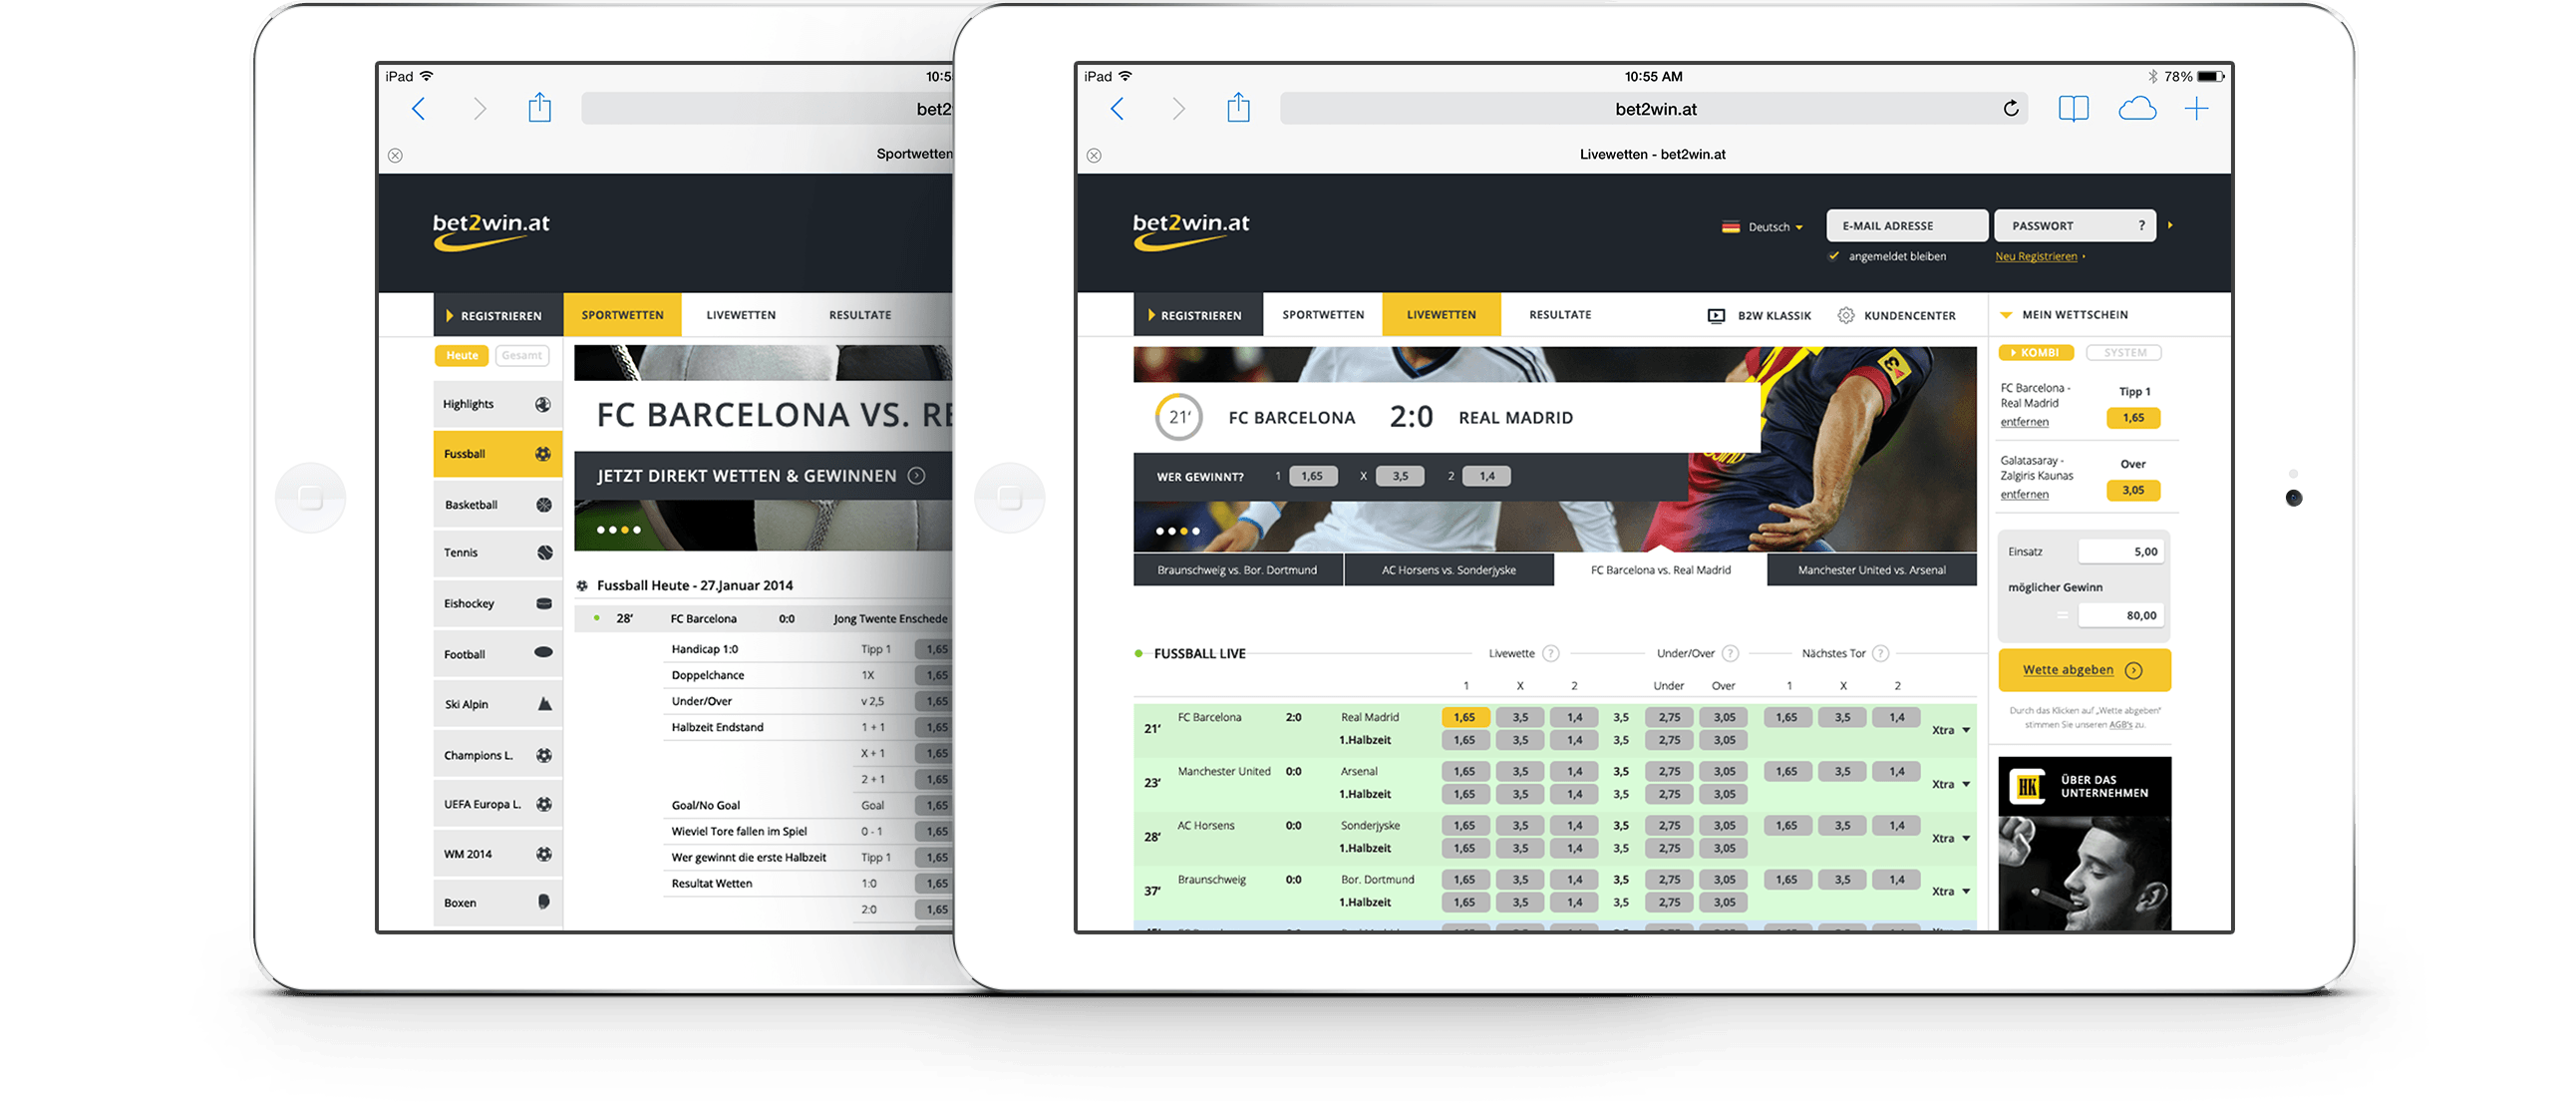 iPad
10:5
bet2
Sportwetten
bet2win.at
REGISTRIEREN SPORTWETTEN LIVEWETTEN RESULTATE
Heute Gesamt
Highlights
Fussball
Basketball
Tennis
Eishockey
Football
Ski Alpin
Champions L.
UEFA Europa L.
WM 2014
Boxen
FC BARCELONA VS. RE
JETZT DIREKT WETTEN & GEWINNEN
Fussball Heute - 27.Januar 2014
28' FC Barcelona 0:0 Jong Twente Enschede
Handicap 1:0 Tipp 1 1,65
Doppelchance 1X 1,65
Under/Over v 2,5 1,65
Halbzeit Endstand 1 + 1 1,65
X + 1 1,65
2 + 1 1,65
Goal/No Goal Goal 1,65
Wieviel Tore fallen im Spiel 0 - 1 1,65
Wer gewinnt die erste Halbzeit Tipp 1 1,65
Resultat Wetten 1:0 1,65
2:0 1,65
iPad 10:55 AM 78%
bet2win.at
Livewetten - bet2win.at
bet2win.at
Deutsch E-MAIL ADRESSE PASSWORT ?
angemeldet bleiben Neu Registrieren
REGISTRIEREN SPORTWETTEN LIVEWETTEN RESULTATE B2W KLASSIK KUNDENCENTER MEIN WETTSCHEIN
21' FC BARCELONA 2:0 REAL MADRID
WER GEWINNT? 1 1,65 X 3,5 2 1,4
Braunschweig vs. Bor. Dortmund AC Horsens vs. Sonderjyske FC Barcelona vs. Real Madrid Manchester United vs. Arsenal
FUSSBALL LIVE Livewette ? Under/Over ? Nächstes Tor ?
1 X 2 Under Over 1 X 2
21' FC Barcelona 2:0 Real Madrid 1,65 3,5 1,4 3,5 2,75 3,05 1,65 3,5 1,4 Xtra
1.Halbzeit 1,65 3,5 1,4 3,5 2,75 3,05
23' Manchester United 0:0 Arsenal 1,65 3,5 1,4 3,5 2,75 3,05 1,65 3,5 1,4 Xtra
1.Halbzeit 1,65 3,5 1,4 3,5 2,75 3,05
28' AC Horsens 0:0 Sonderjyske 1,65 3,5 1,4 3,5 2,75 3,05 1,65 3,5 1,4 Xtra
1.Halbzeit 1,65 3,5 1,4 3,5 2,75 3,05
37' Braunschweig 0:0 Bor. Dortmund 1,65 3,5 1,4 3,5 2,75 3,05 1,65 3,5 1,4 Xtra
1.Halbzeit 1,65 3,5 1,4 3,5 2,75 3,05
KOMBI SYSTEM
FC Barcelona - Tipp 1
Real Madrid
entfernen 1,65
Galatasaray - Over
Zalgiris Kaunas
entfernen 3,05
Einsatz 5,00
möglicher Gewinn
= 80,00
Wette abgeben
Durch das Klicken auf „Wette abgeben"
stimmen Sie unseren AGB's zu.
HK
ÜBER DAS
UNTERNEHMEN